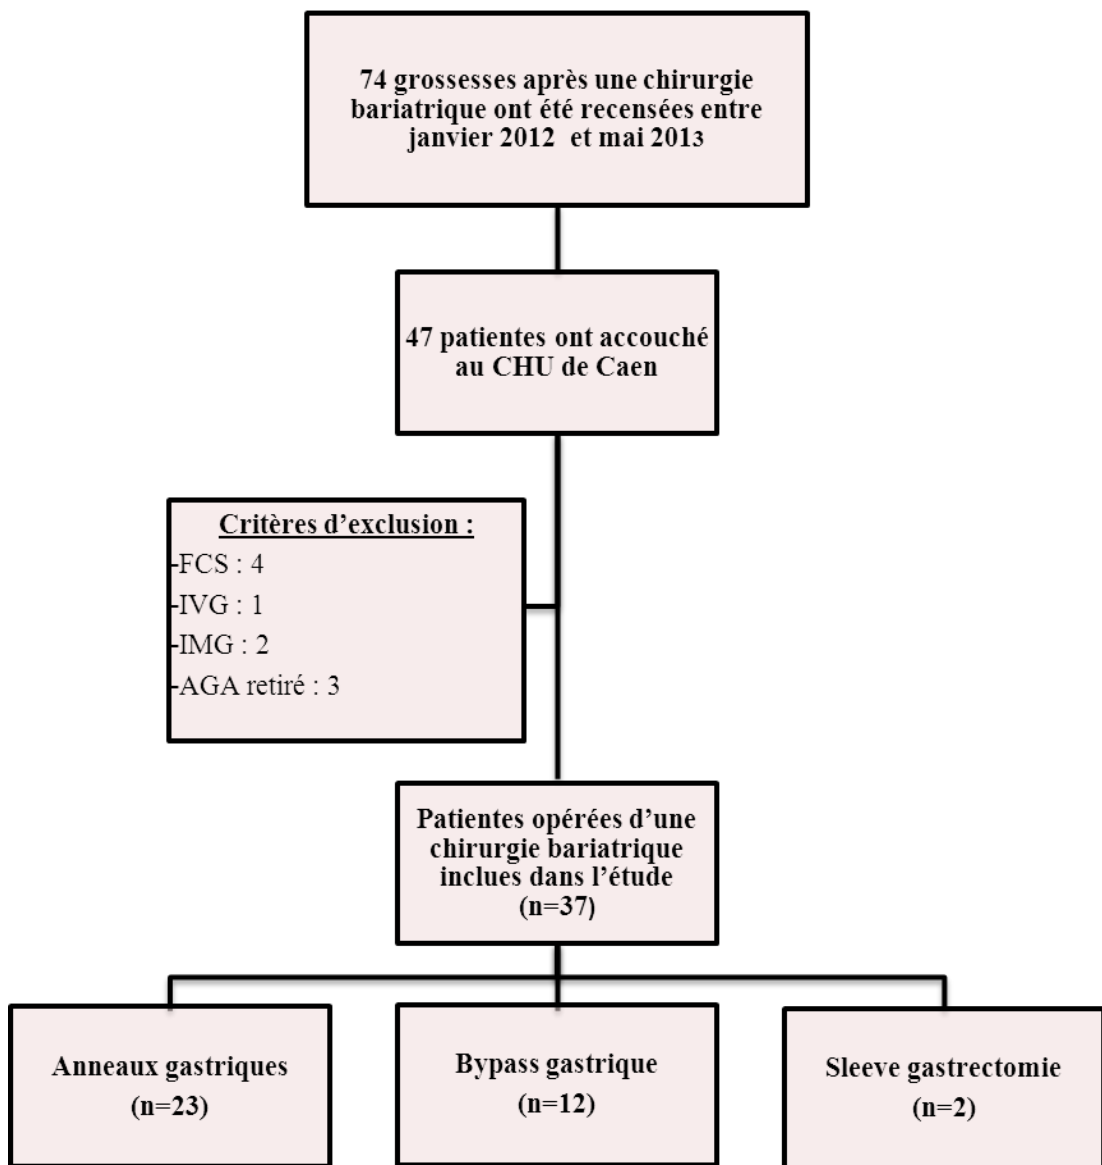 74 grossesses après une chirurgie
bariatrique ont été recensées entre
janvier 2012 et mai 2013
47 patientes ont accouché
au CHU de Caen
Critères d’exclusion :
-FCS : 4
-IVG : 1
-IMG : 2
-AGA retiré : 3
Patientes opérées d’une
chirurgie bariatrique
inclues dans l’étude
(n=37)
Anneaux gastriques
(n=23)
Bypass gastrique
(n=12)
Sleeve gastrectomie
(n=2)